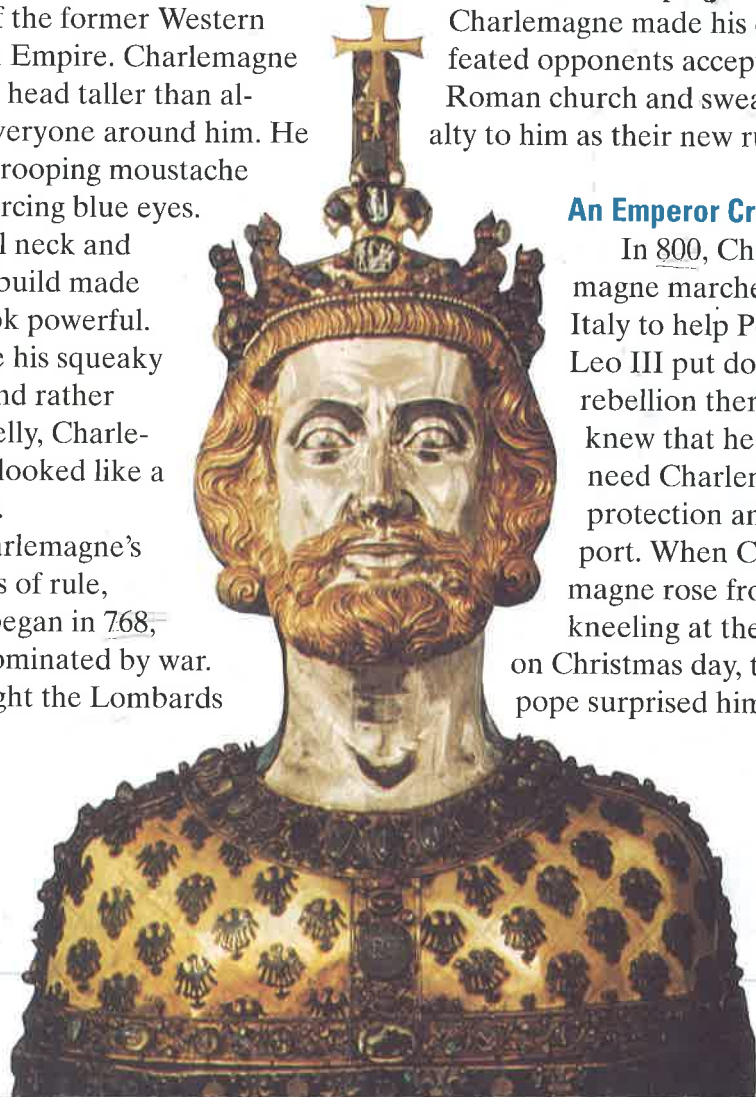 f the former Western
Empire. Charlemagne
head taller than al-
veryone around him. He
rooping moustache
rcing blue eyes.
l neck and
build made
ok powerful.
e his squeaky
nd rather
elly, Charle-
looked like a
.
arlemagne's
s of rule,
egan in 768,
ominated by war.
ght the Lombards
Charlemagne made his
feated opponents accep
Roman church and swea
alty to him as their new r
An Emperor Cr
In 800, Ch
magne marche
Italy to help P
Leo III put do
rebellion ther
knew that he
need Charler
protection an
port. When C
magne rose fro
kneeling at the
on Christmas day, t
pope surprised him